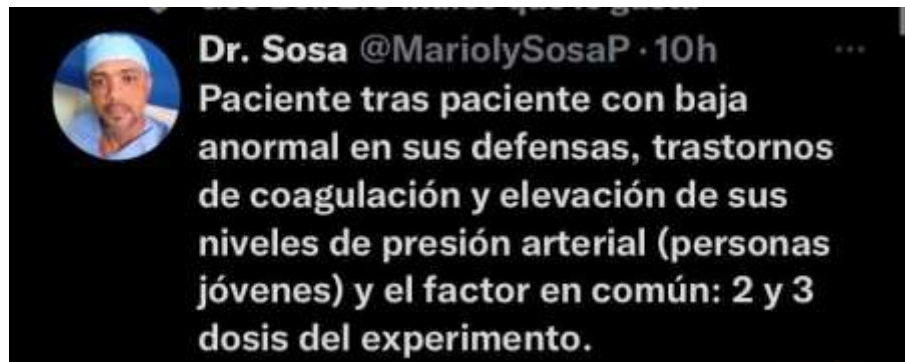 Dr. Sosa @MariolySosaP · 10h
Paciente tras paciente con baja
anormal en sus defensas, trastornos
de coagulación y elevación de sus
niveles de presión arterial (personas
jóvenes) y el factor en común: 2 y 3
dosis del experimento.